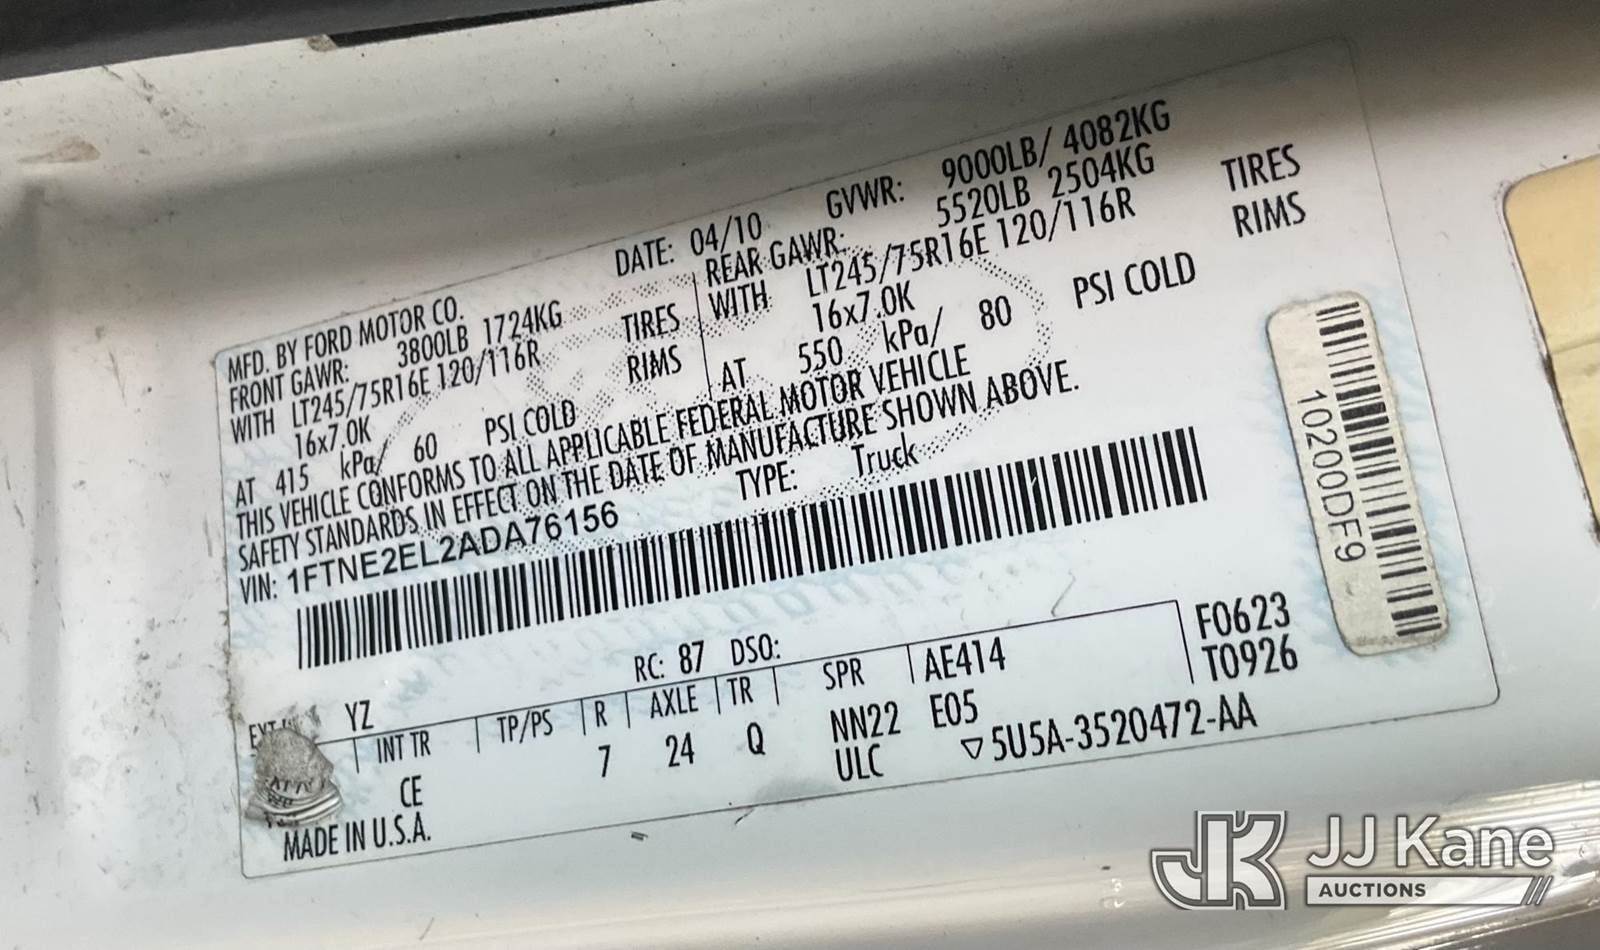 MFD. BY FORD MOTOR CO.
DATE: 04/10 GVWR: 9000LB/ 4082KG
FRONT GAWR: 3800LB 1724KG
REAR GAWR: 5520LB 2504KG
WITH LT245/75R16E 120/116R TIRES
WITH LT245/75R16E 120/116R TIRES
16x7.0K RIMS
16x7.0K RIMS
AT 415 kPa/ 60 PSI COLD
AT 550 kPa/ 80 PSI COLD
THIS VEHICLE CONFORMS TO ALL APPLICABLE FEDERAL MOTOR VEHICLE
SAFETY STANDARDS IN EFFECT ON THE DATE OF MANUFACTURE SHOWN ABOVE.
VIN: 1FTNE2EL2ADA76156
TYPE: Truck
10200DF9
F0623
T0926
RC: 87 DSO:
YZ
INT TR TP/PS R AXLE TR SPR AE414
CE 7 24 Q NN22 E05
ULC
▽5U5A-3520472-AA
MADE IN U.S.A.
JK JJ Kane
AUCTIONS